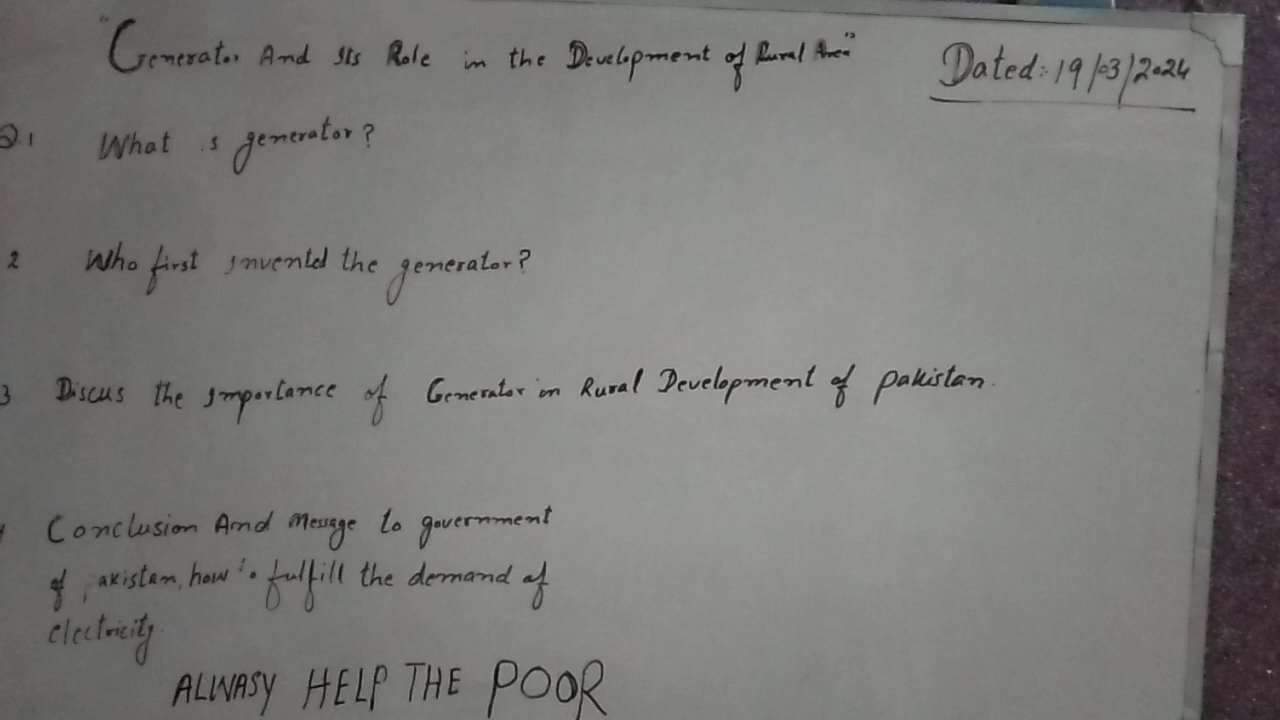 "Generator And Its Role in the Development of Rural Area"
Dated: 19/03/2024
Q1 What is generator?
2 Who first invented the generator?
3 Discus the importance of Generator in Rural Development of pakistan.
Conclusion And Message to government
of pakistan, how to fulfill the demand of
electricity.
ALWASY HELP THE POOR